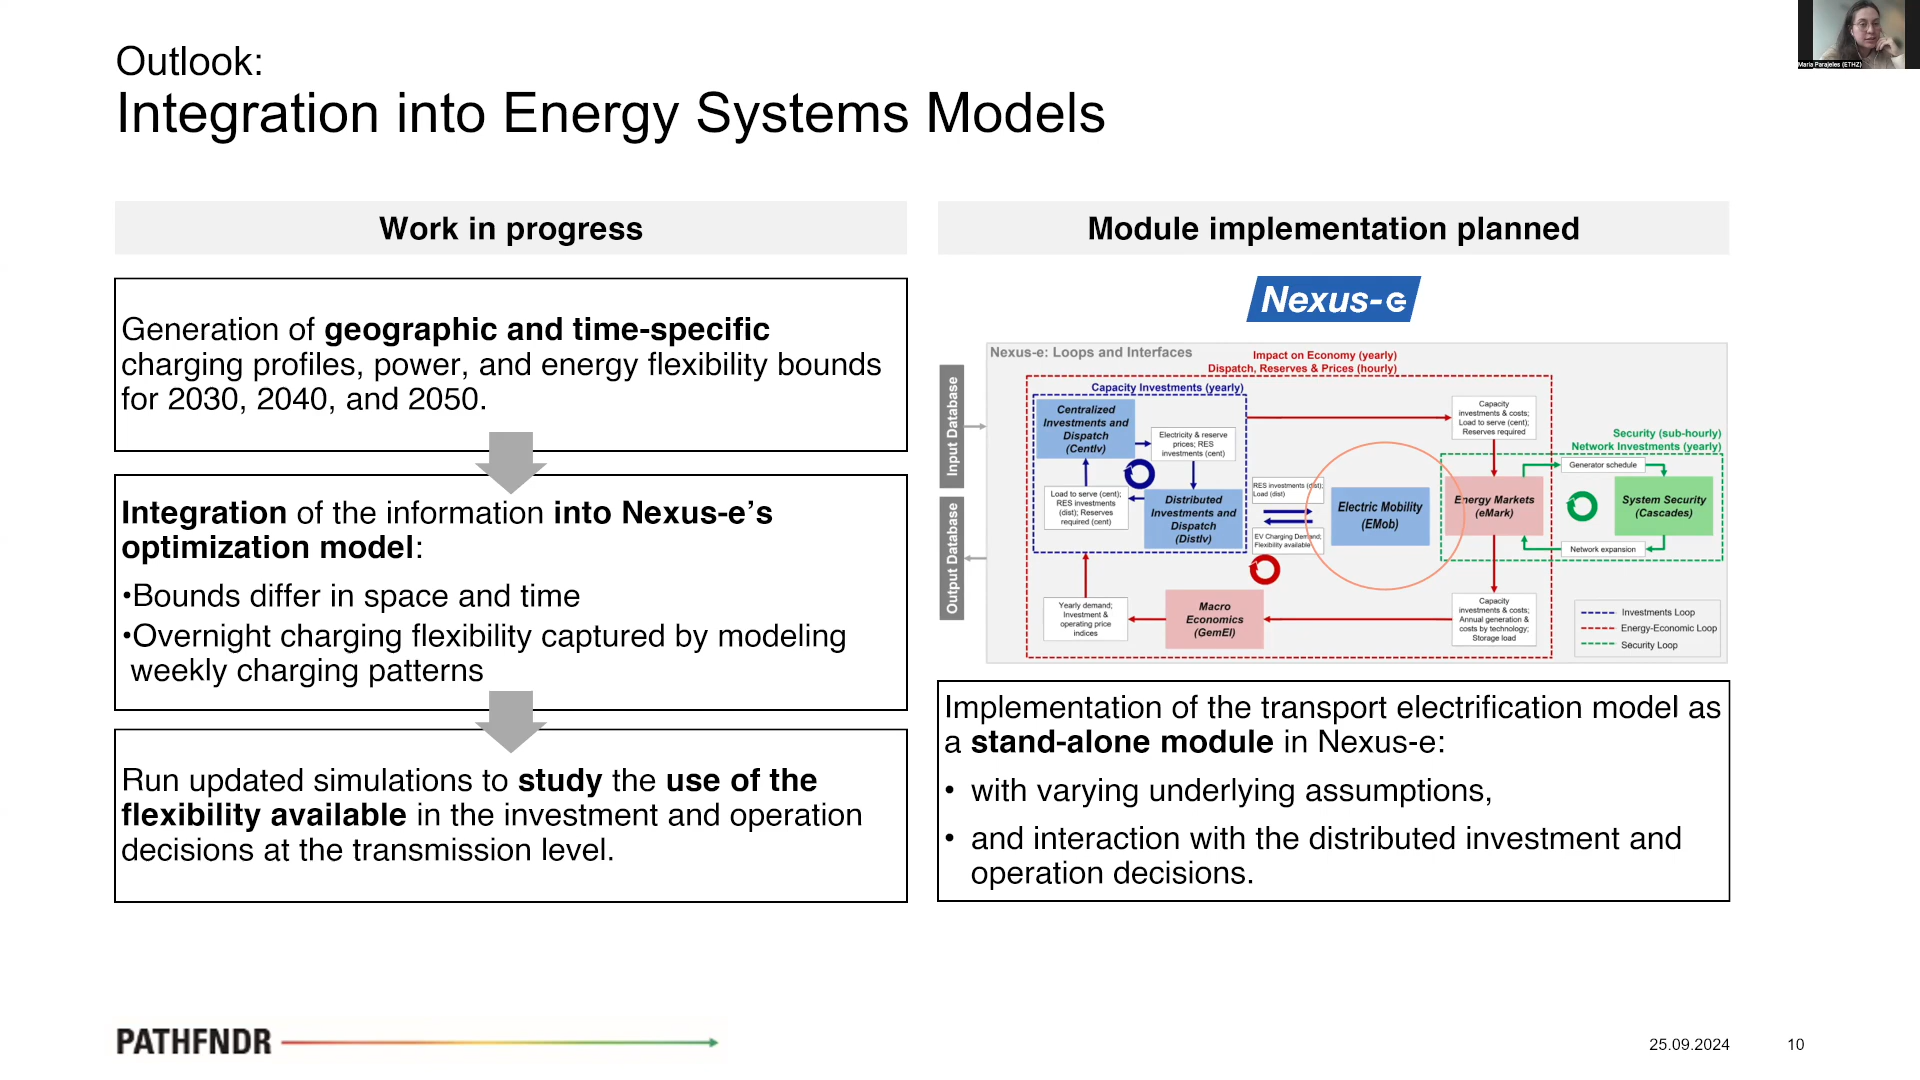 Outlook:
Integration into Energy Systems Models
Maria Parajeles (ETHZ)
Work in progress
Generation of geographic and time-specific
charging profiles, power, and energy flexibility bounds
for 2030, 2040, and 2050.
Integration of the information into Nexus-e’s
optimization model:
•Bounds differ in space and time
•Overnight charging flexibility captured by modeling
weekly charging patterns
Run updated simulations to study the use of the
flexibility available in the investment and operation
decisions at the transmission level.
Module implementation planned
Nexus-e
Nexus-e: Loops and Interfaces
Impact on Economy (yearly)
Dispatch, Reserves & Prices (hourly)
Capacity Investments (yearly)
Input Database
Output Database
Centralized
Investments and
Dispatch
(CentIv)
Electricity & reserve
prices; RES
investments (cent)
Load to serve (cent);
RES investments
(dist); Reserves
required (cent)
Distributed
Investments and
Dispatch
(DistIv)
RES investments (dist);
Load (dist)
EV Charging Demand;
Flexibility available
Electric Mobility
(EMob)
Capacity
investments & costs;
Load to serve (cent);
Reserves required
Energy Markets
(eMark)
Security (sub-hourly)
Network Investments (yearly)
Generator schedule
System Security
(Cascades)
Network expansion
Yearly demand;
Investment &
operating price
indices
Macro
Economics
(GemEl)
Capacity
investments & costs;
Annual generation &
costs by technology;
Storage load
Investments Loop
Energy-Economic Loop
Security Loop
Implementation of the transport electrification model as
a stand-alone module in Nexus-e:
• with varying underlying assumptions,
• and interaction with the distributed investment and
operation decisions.
PATHFNDR
25.09.2024
10